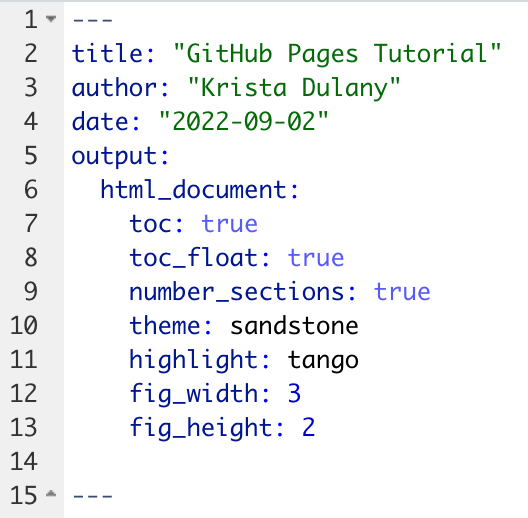 1 ---
2 title: "GitHub Pages Tutorial"
3 author: "Krista Dulany"
4 date: "2022-09-02"
5 output:
6   html_document:
7     toc: true
8     toc_float: true
9     number_sections: true
10     theme: sandstone
11     highlight: tango
12     fig_width: 3
13     fig_height: 2
14
15 ---